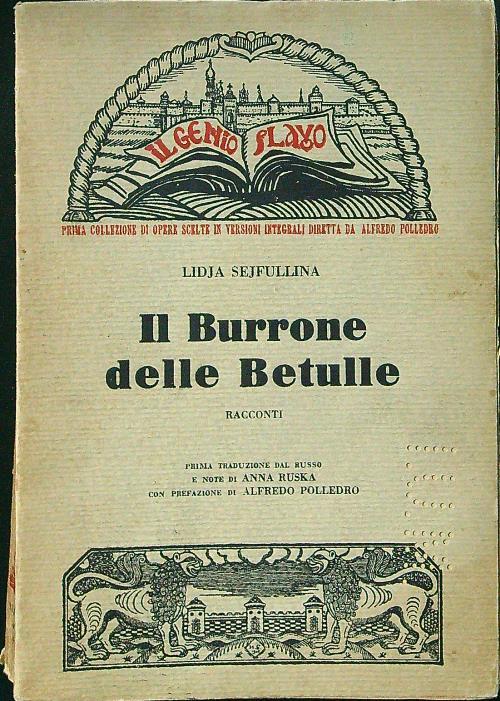 IL GENIO SLAVO
PRIMA COLLEZIONE DI OPERE SCELTE IN VERSIONI INTEGRALI DIRETTA DA ALFREDO POLLEDRO
LIDJA SEJFULLINA
Il Burrone
delle Betulle
RACCONTI
PRIMA TRADUZIONE DAL RUSSO
E NOTE DI ANNA RUSKA
CON PREFAZIONE DI ALFREDO POLLEDRO